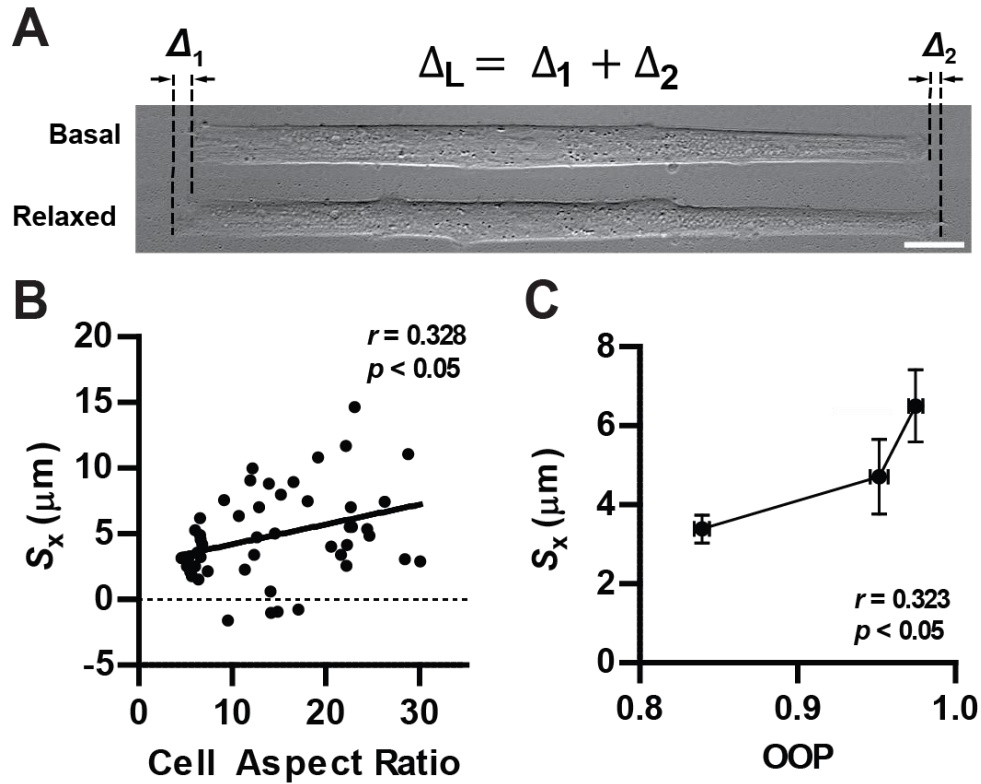 A
Δ1
ΔL = Δ1 + Δ2
Δ2
Basal
Relaxed
B
r = 0.328
p < 0.05
20
15
10
5
0
-5
Sx (μm)
0 10 20 30
Cell Aspect Ratio
C
8
6
4
2
0
Sx (μm)
r = 0.323
p < 0.05
0.8 0.9 1.0
OOP